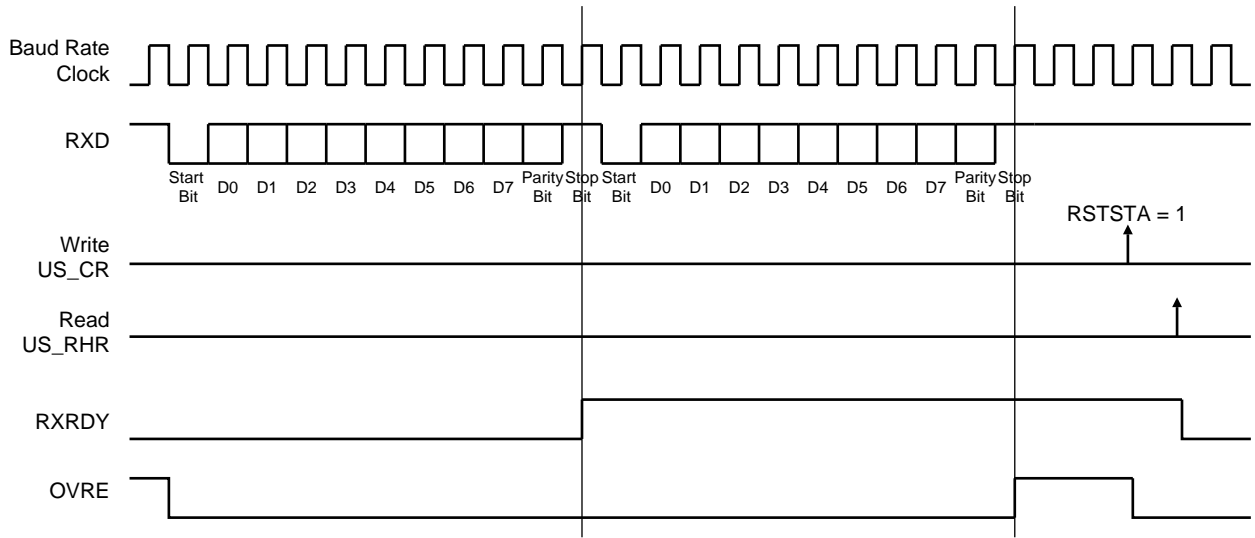 Baud Rate
Clock
RXD
Start
Bit
D0
D1
D2
D3
D4
D5
D6
D7
Parity
Bit
Stop
Bit
Start
Bit
D0
D1
D2
D3
D4
D5
D6
D7
Parity
Bit
Stop
Bit
RSTSTA = 1
Write
US_CR
Read
US_RHR
RXRDY
OVRE